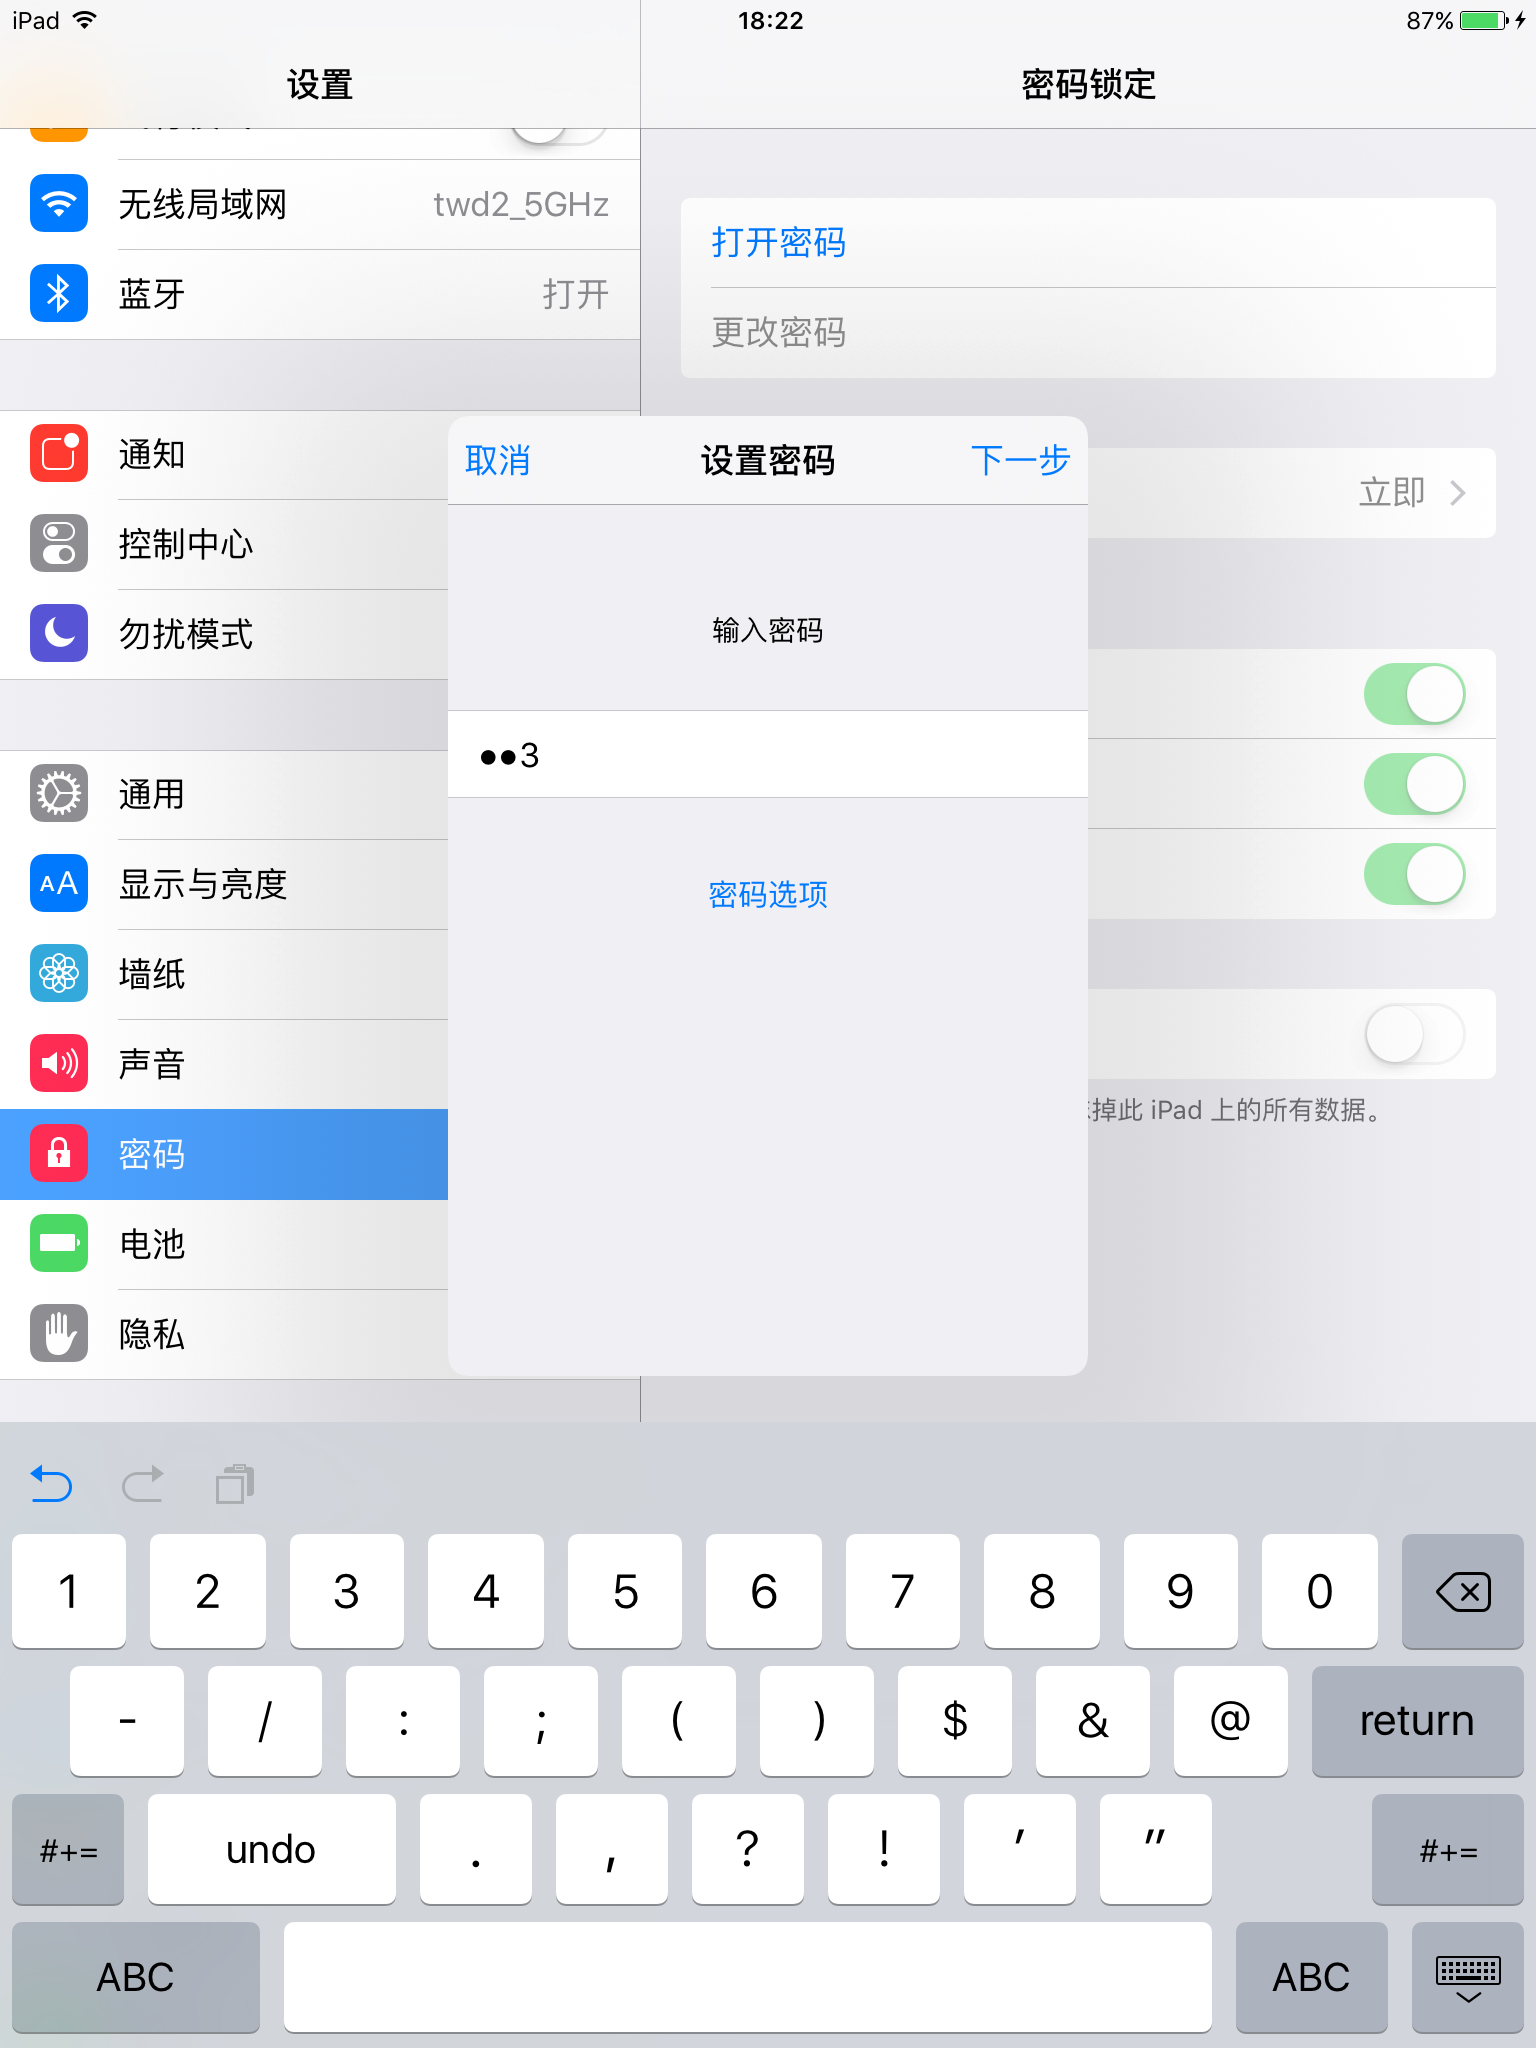 iPad
18:22
87%
设置
无线局域网
twd2_5GHz
蓝牙
打开
通知
控制中心
勿扰模式
通用
AA
显示与亮度
墙纸
声音
密码
电池
隐私
密码锁定
打开密码
更改密码
立即
掉此 iPad 上的所有数据。
取消
设置密码
下一步
输入密码
●●3
密码选项
1 2 3 4 5 6 7 8 9 0
- / : ; ( ) $ & @ return
#+= undo . , ? ! ' " #+=
ABC ABC